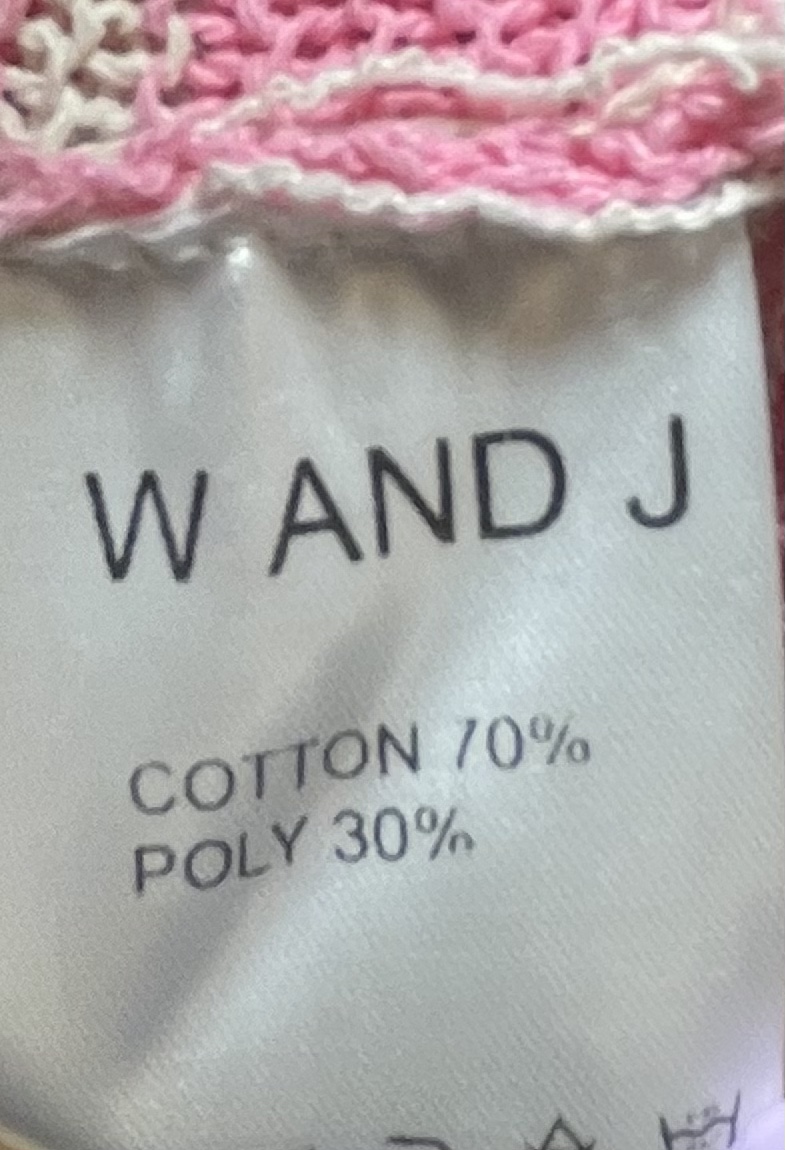 W AND J
COTTON 70%
POLY 30%